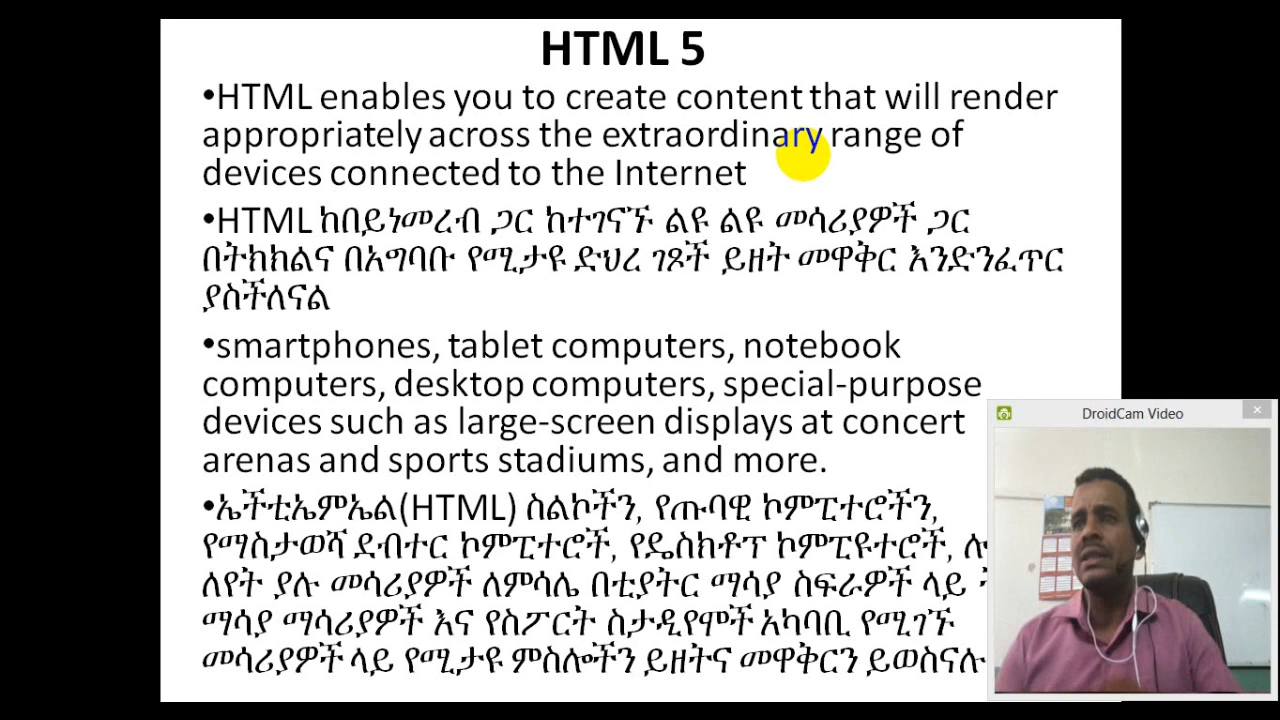 HTML 5
•HTML enables you to create content that will render
appropriately across the extraordinary range of
devices connected to the Internet
•HTML ከበይነመረብ ጋር ከተገናኙ ልዩ ልዩ መሳሪያዎች ጋር
በትክክልና በአግባቡ የሚታዩ ድህረ ገጾች ይዘት መዋቅር እንድንፈጥር
ያስችለናል
•smartphones, tablet computers, notebook
computers, desktop computers, special-purpose
devices such as large-screen displays at concert
arenas and sports stadiums, and more.
•ኤችቲኤምኤል(HTML) ስልኮችን, የጡባዊ ኮምፒተሮችን,
የማስታወሻ ደብተር ኮምፒተሮች, የዴስክቶፕ ኮምፒዩተሮች,
ለየት ያሉ መሳሪያዎች ለምሳሌ በቲያትር ማሳያ ስፍራዎች ላይ
ማሳያ ማሳሪያዎች እና የስፖርት ስታዲየሞች አካባቢ የሚገኙ
መሳሪያዎች ላይ የሚታዩ ምስሎችን ይዘትና መዋቅርን ይወስናሉ
DroidCam Video